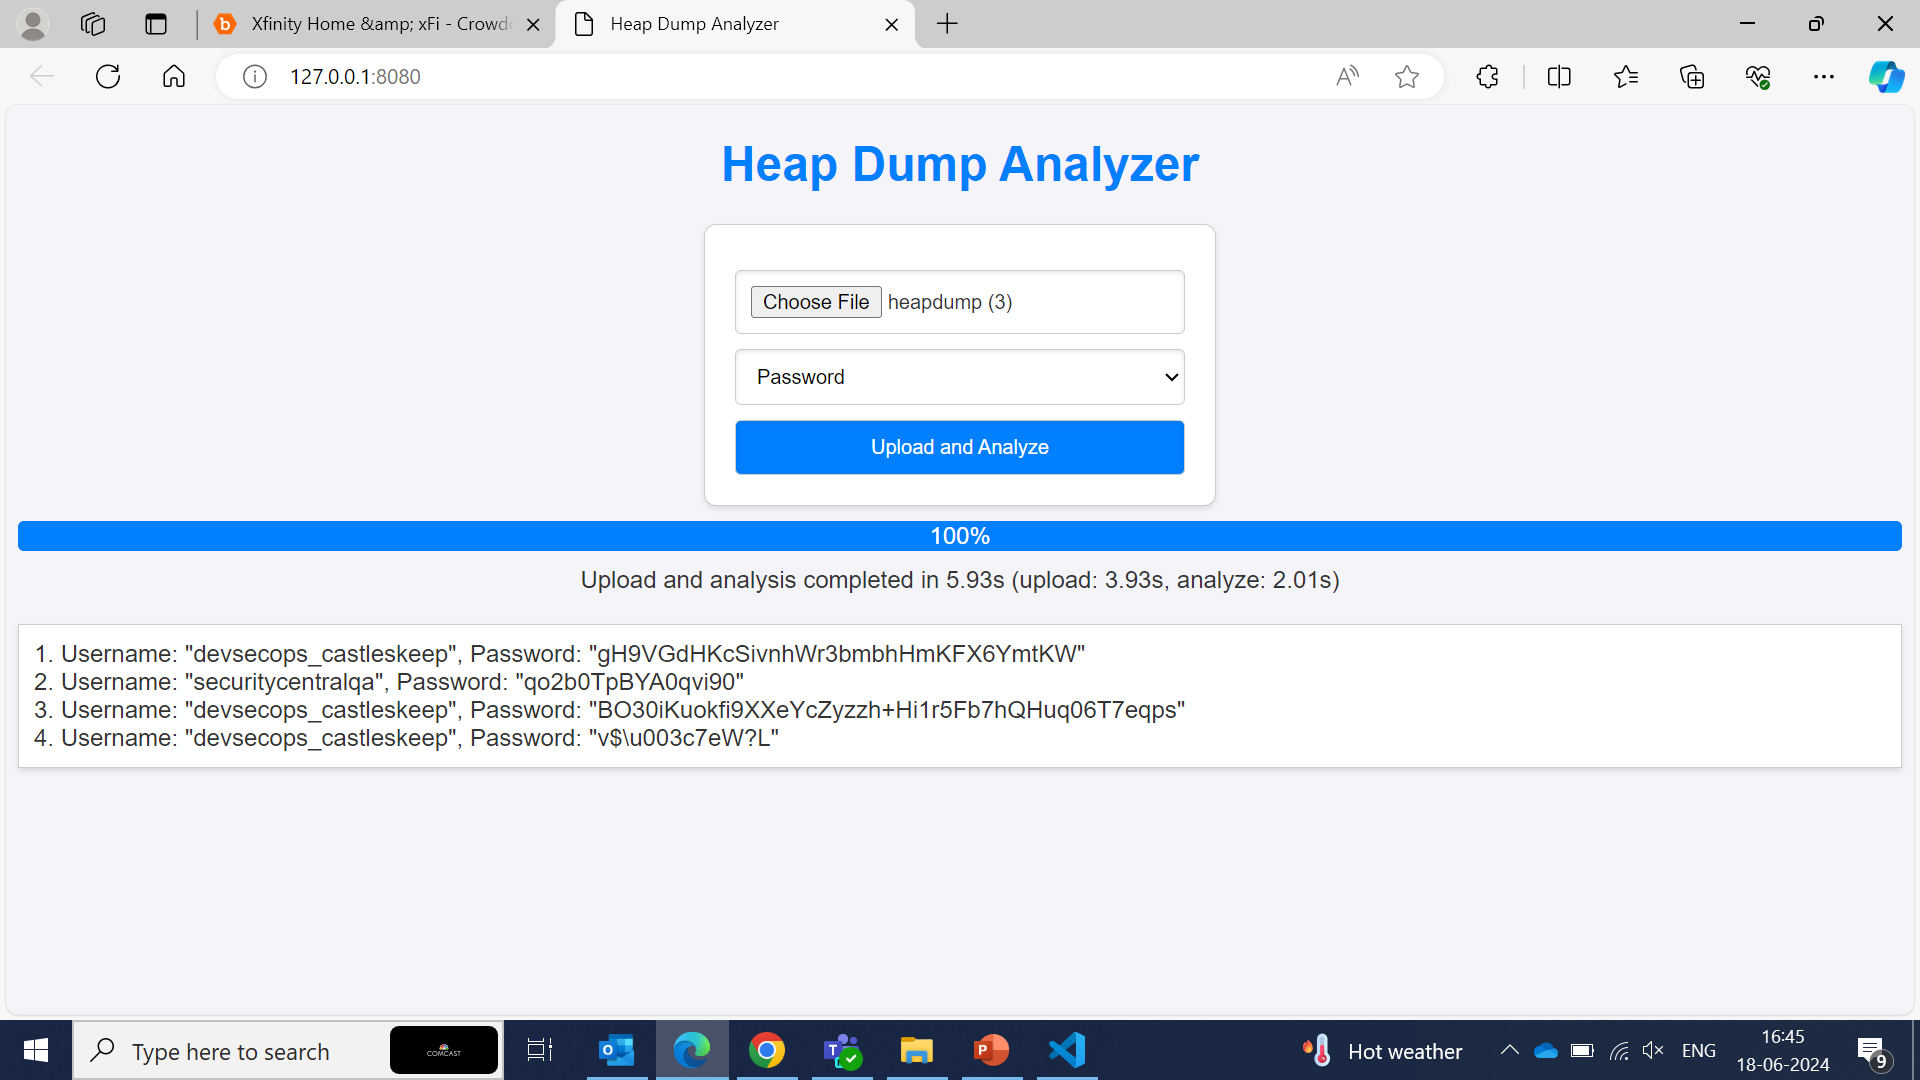 Xfinity Home &amp; xFi - Crowdc
Heap Dump Analyzer
127.0.0.1:8080
Heap Dump Analyzer
Choose File heapdump (3)
Password
Upload and Analyze
100%
Upload and analysis completed in 5.93s (upload: 3.93s, analyze: 2.01s)
1. Username: "devsecops_castleskeep", Password: "gH9VGdHKcSivnhWr3bmbhHmKFX6YmtKW"
2. Username: "securitycentralqa", Password: "qo2b0TpBYA0qvi90"
3. Username: "devsecops_castleskeep", Password: "BO30iKuokfi9XXeYcZyzzh+Hi1r5Fb7hQHuq06T7eqps"
4. Username: "devsecops_castleskeep", Password: "v$\u003c7eW?L"
Type here to search
COMCAST
Hot weather
ENG
16:45
18-06-2024
9